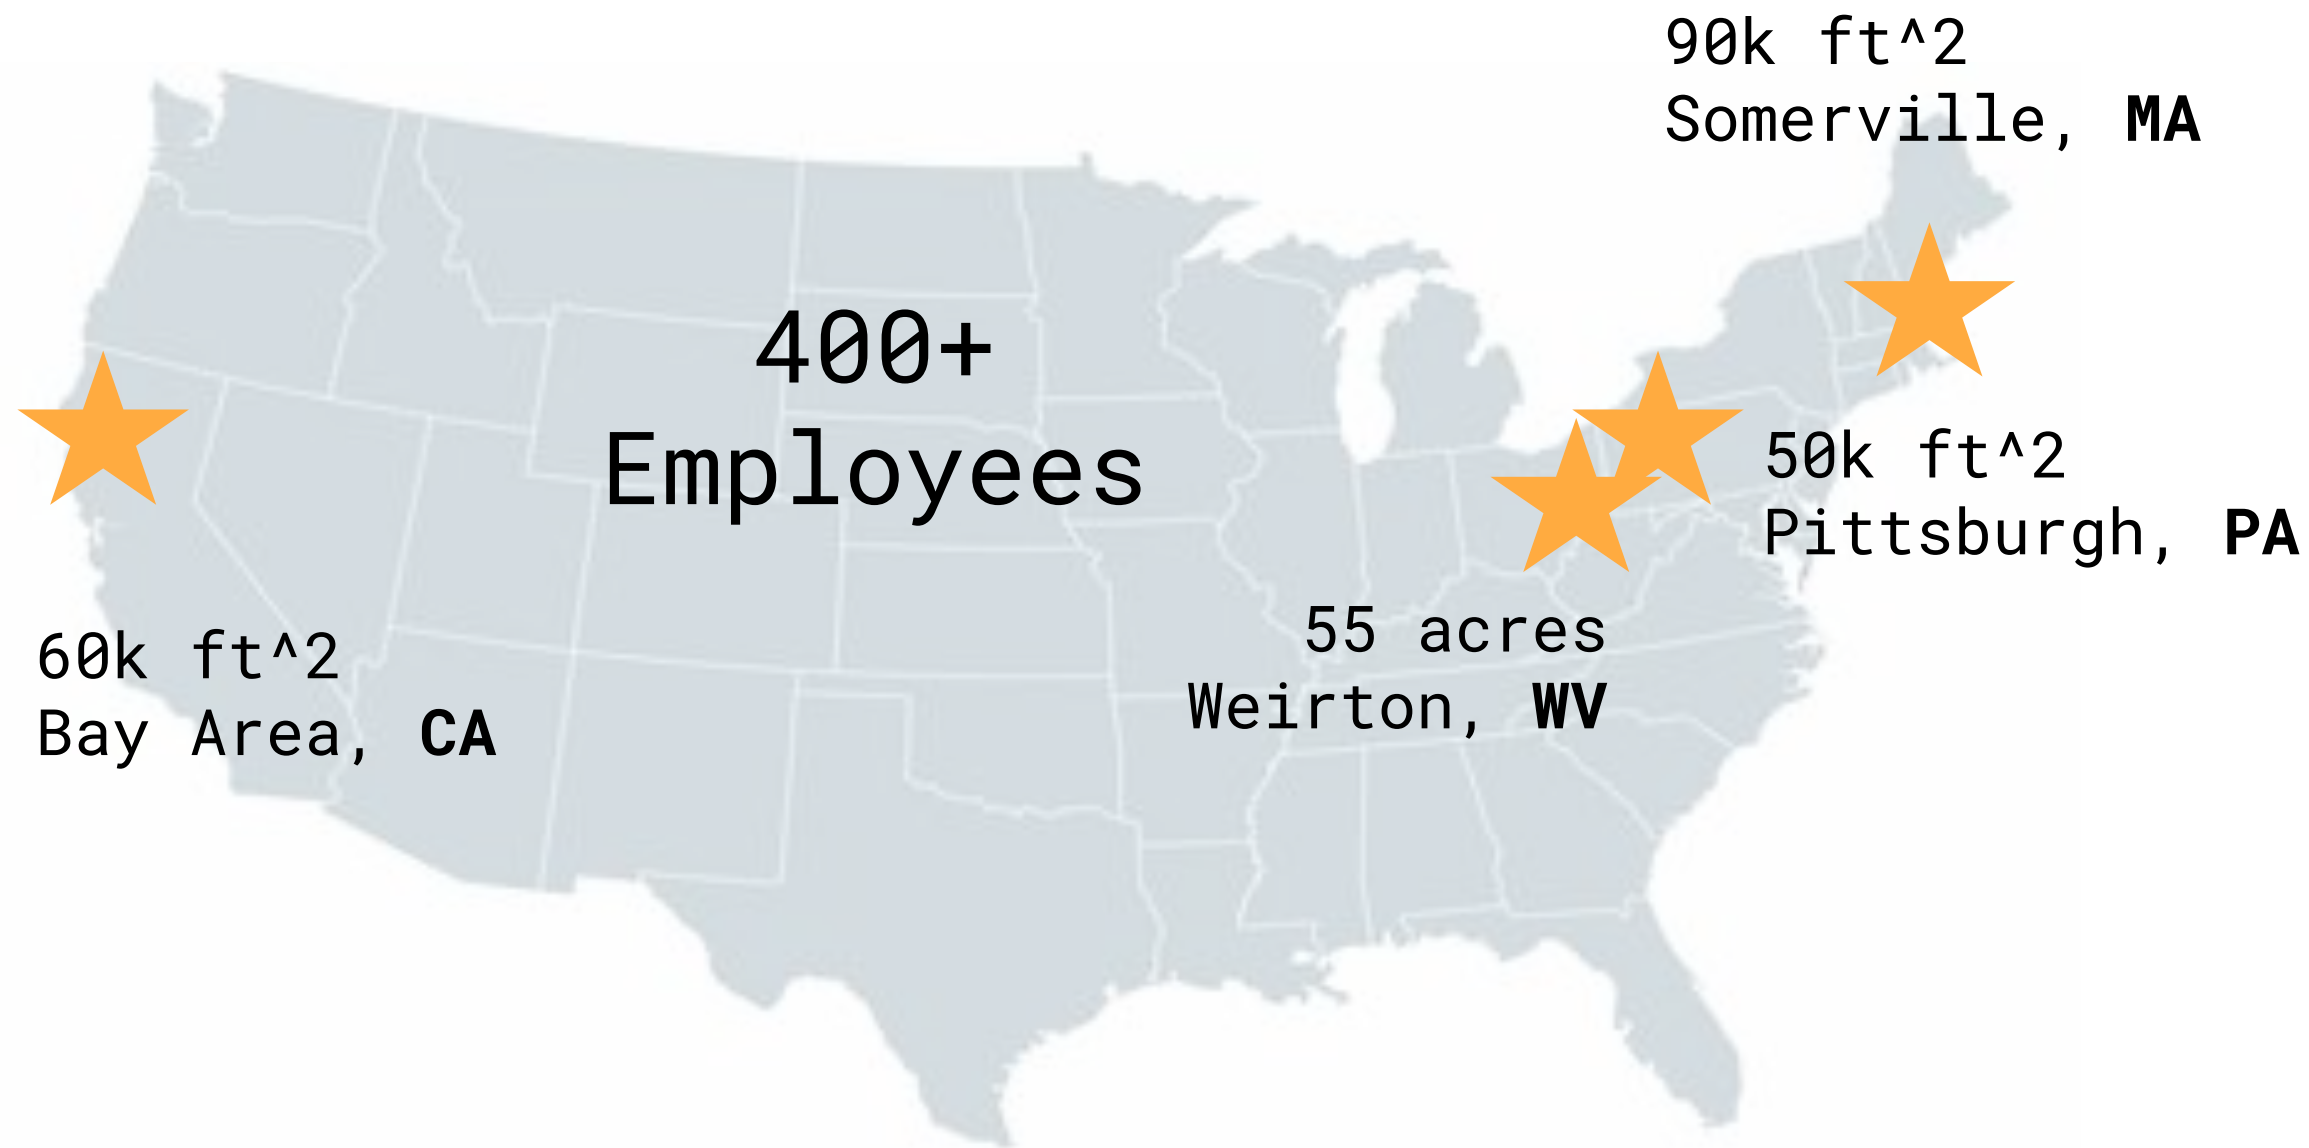 90k ft^2
Somerville, MA
400+
Employees
50k ft^2
Pittsburgh, PA
55 acres
Weirton, WV
60k ft^2
Bay Area, CA